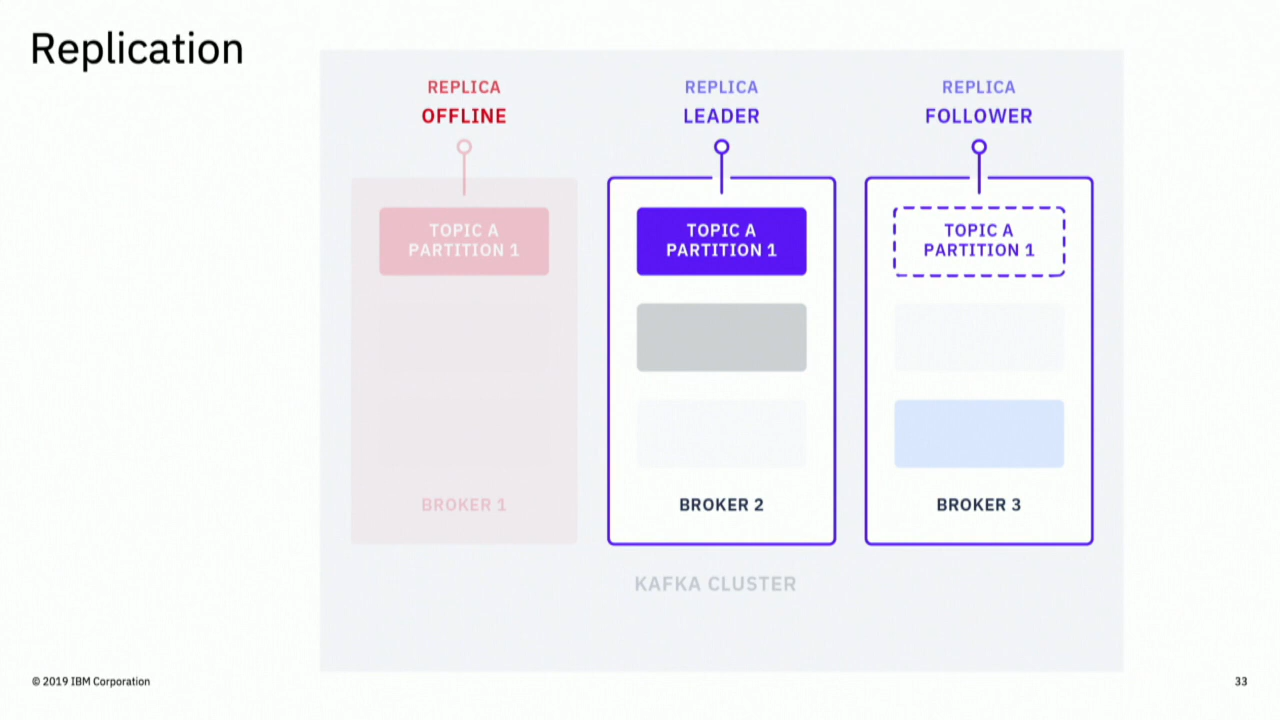 Replication
REPLICA
OFFLINE
TOPIC A
PARTITION 1
BROKER 1
REPLICA
LEADER
TOPIC A
PARTITION 1
BROKER 2
REPLICA
FOLLOWER
TOPIC A
PARTITION 1
BROKER 3
KAFKA CLUSTER
© 2019 IBM Corporation
33